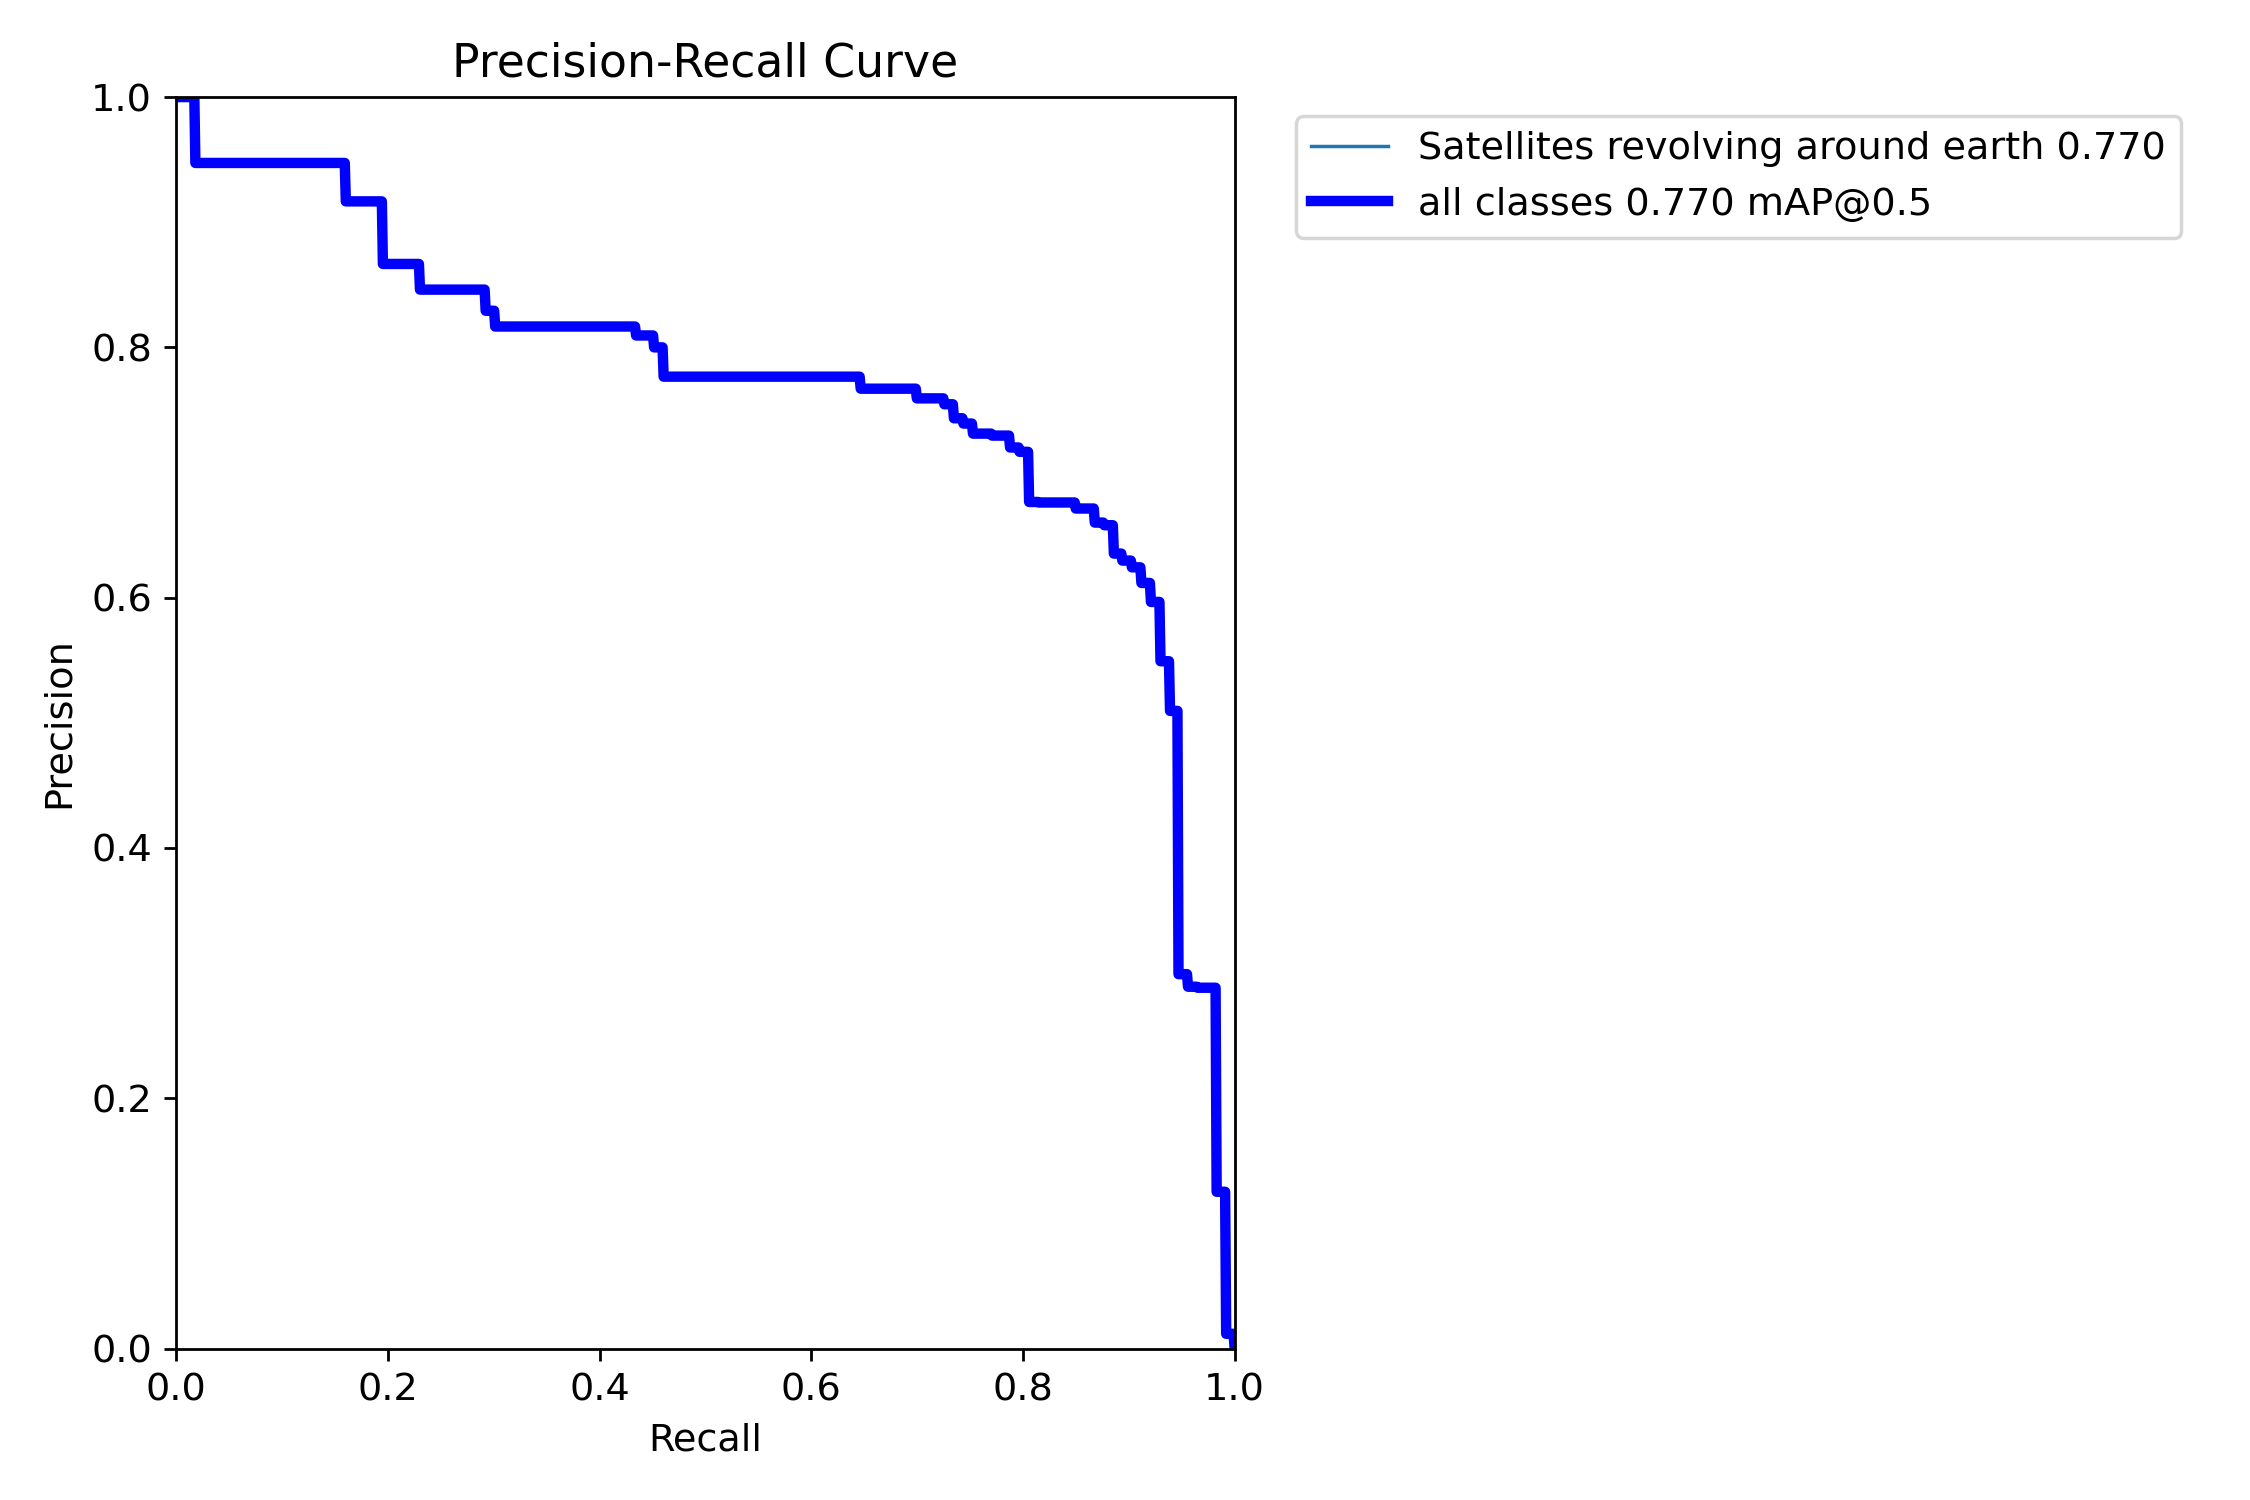 Precision-Recall Curve
1.0
0.8
0.6
0.4
0.2
0.0
Precision
0.0 0.2 0.4 0.6 0.8 1.0
Recall
Satellites revolving around earth 0.770
all classes 0.770 mAP@0.5